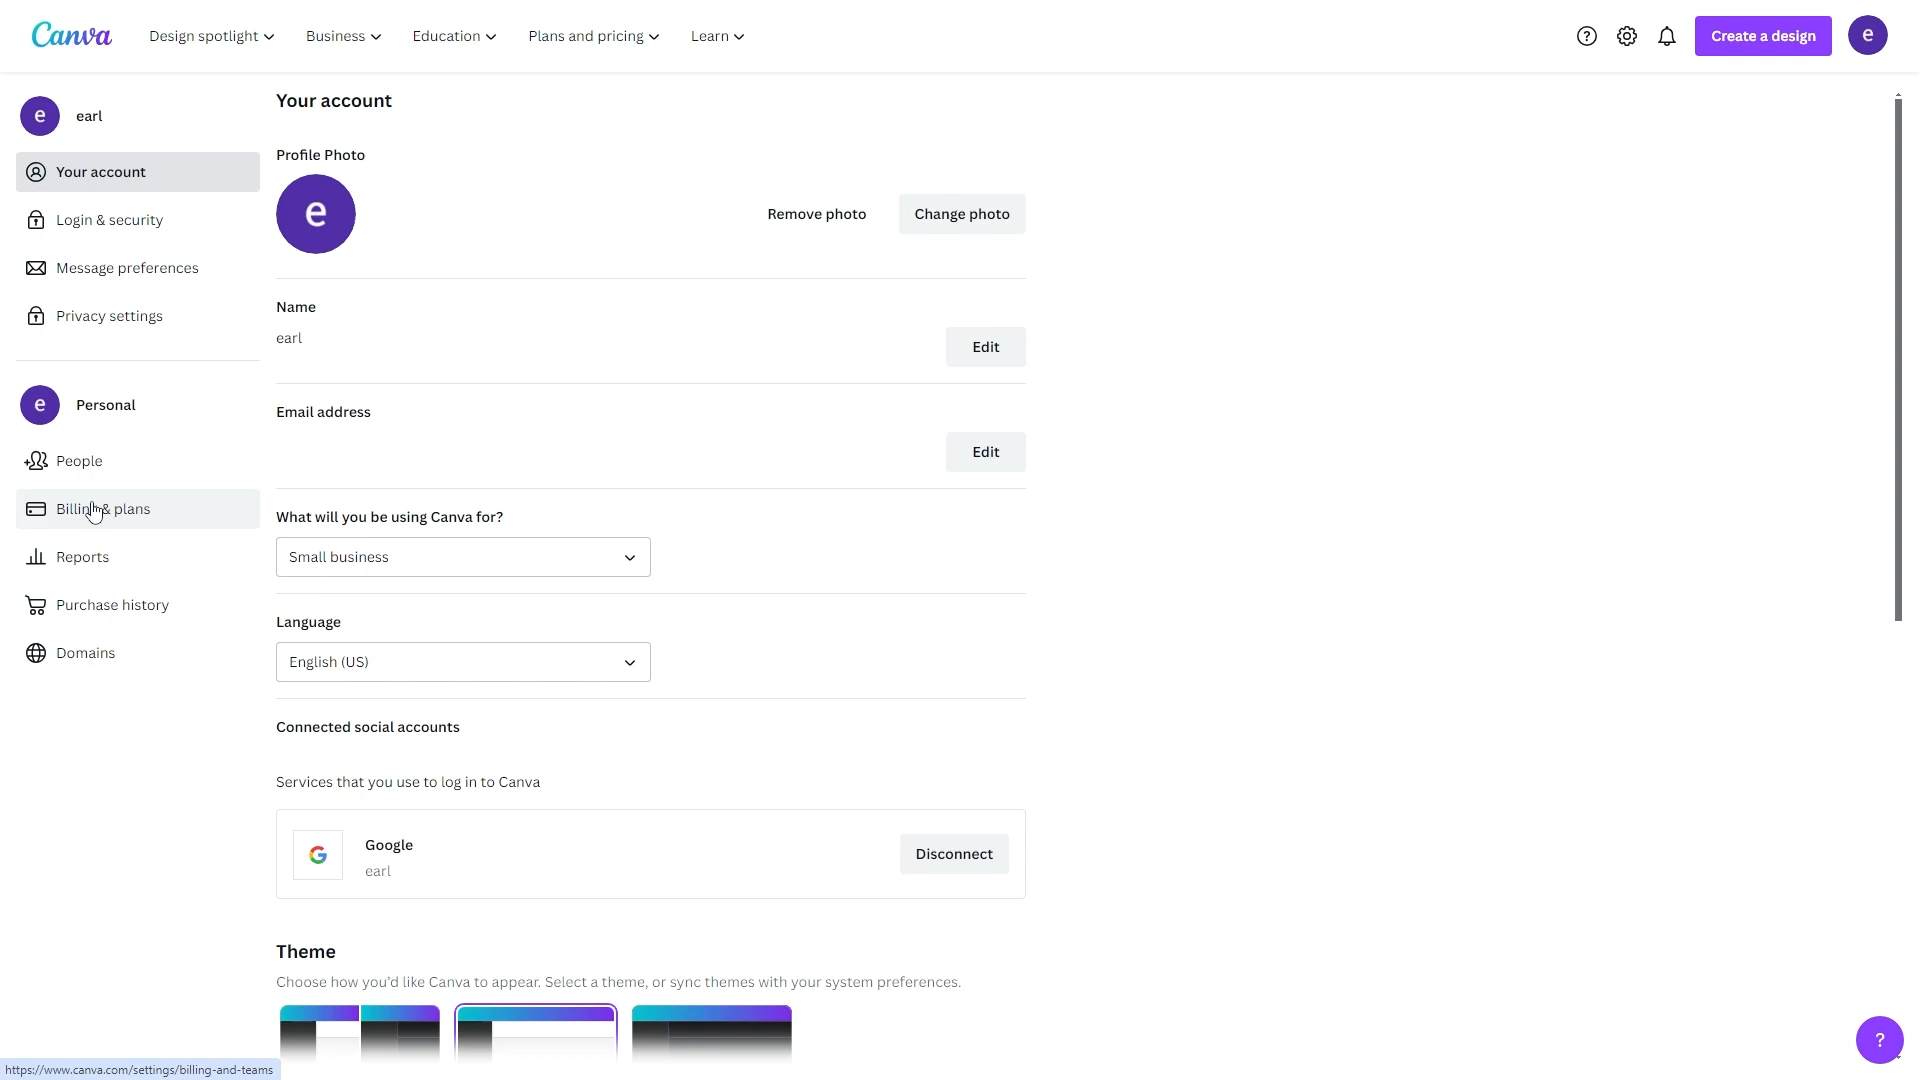 Canva
Design spotlight
Business
Education
Plans and pricing
Learn
Create a design
e
e
earl
Your account
Login & security
Message preferences
Privacy settings
e
Personal
People
Billing & plans
Reports
Purchase history
Domains
Your account
Profile Photo
e
Remove photo
Change photo
Name
earl
Edit
Email address
Edit
What will you be using Canva for?
Small business
Language
English (US)
Connected social accounts
Services that you use to log in to Canva
Google
earl
Disconnect
Theme
Choose how you’d like Canva to appear. Select a theme, or sync themes with your system preferences.
?
https://www.canva.com/settings/billing-and-teams